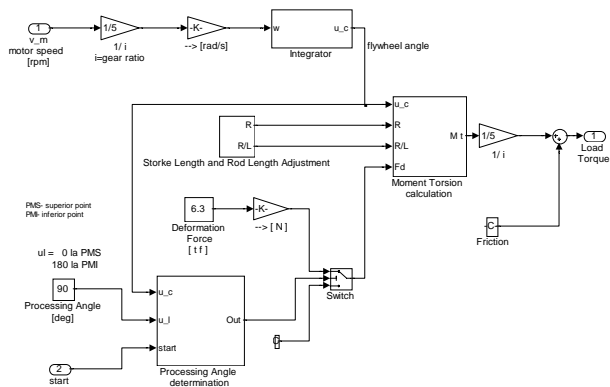 1
v_m
motor speed
[rpm]
1/5
1/ i
i=gear ratio
-K-
--> [rad/s]
w
u_c
Integrator
flywheel angle
R
R/L
Storke Length and Rod Length Adjustment
u_c
R
R/L
Fd
M t
Moment Torsion
calculation
1/5
1/ i
1
Load
Torque
-C-
Friction
PMS- superior point
PMI- inferior point
6.3
Deformation
Force
[ t f ]
-K-
--> [ N ]
ul = 0 la PMS
180 la PMI
90
Processing Angle
[deg]
2
start
u_c
u_l
start
Out
Processing Angle
determination
Switch